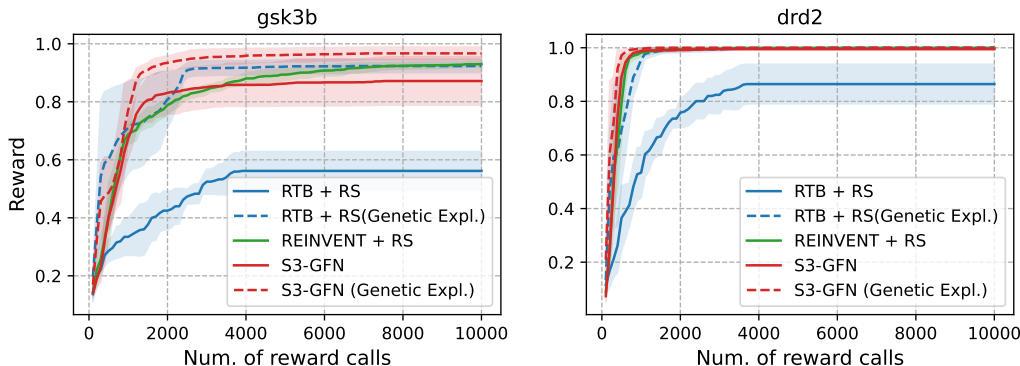 gsk3b
1.0
0.8
0.6
0.4
0.2
Reward
0
2000
4000
6000
8000
10000
Num. of reward calls
RTB + RS
RTB + RS(Genetic Expl.)
REINVENT + RS
S3-GFN
S3-GFN (Genetic Expl.)
drd2
1.0
0.8
0.6
0.4
0.2
0
2000
4000
6000
8000
10000
Num. of reward calls
RTB + RS
RTB + RS(Genetic Expl.)
REINVENT + RS
S3-GFN
S3-GFN (Genetic Expl.)